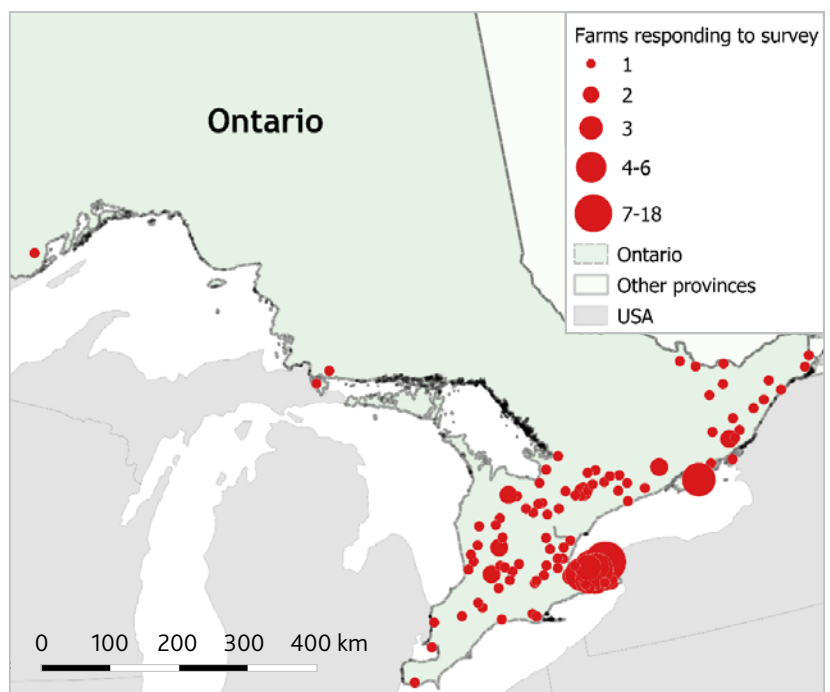 Ontario
Farms responding to survey
1
2
3
4-6
7-18
Ontario
Other provinces
USA
0 100 200 300 400 km